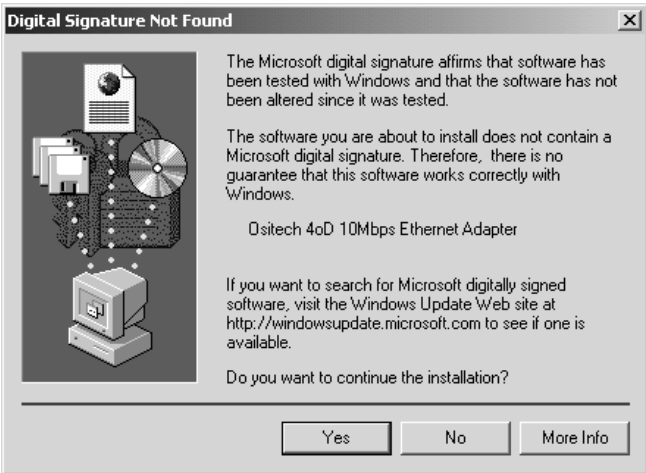 Digital Signature Not Found
The Microsoft digital signature affirms that software has
been tested with Windows and that the software has not
been altered since it was tested.
The software you are about to install does not contain a
Microsoft digital signature. Therefore,  there is no
guarantee that this software works correctly with
Windows.
Ositech 4oD 10Mbps Ethernet Adapter
If you want to search for Microsoft digitally signed
software, visit the Windows Update Web site at
http://windowsupdate.microsoft.com to see if one is
available.
Do you want to continue the installation?
Yes No More Info